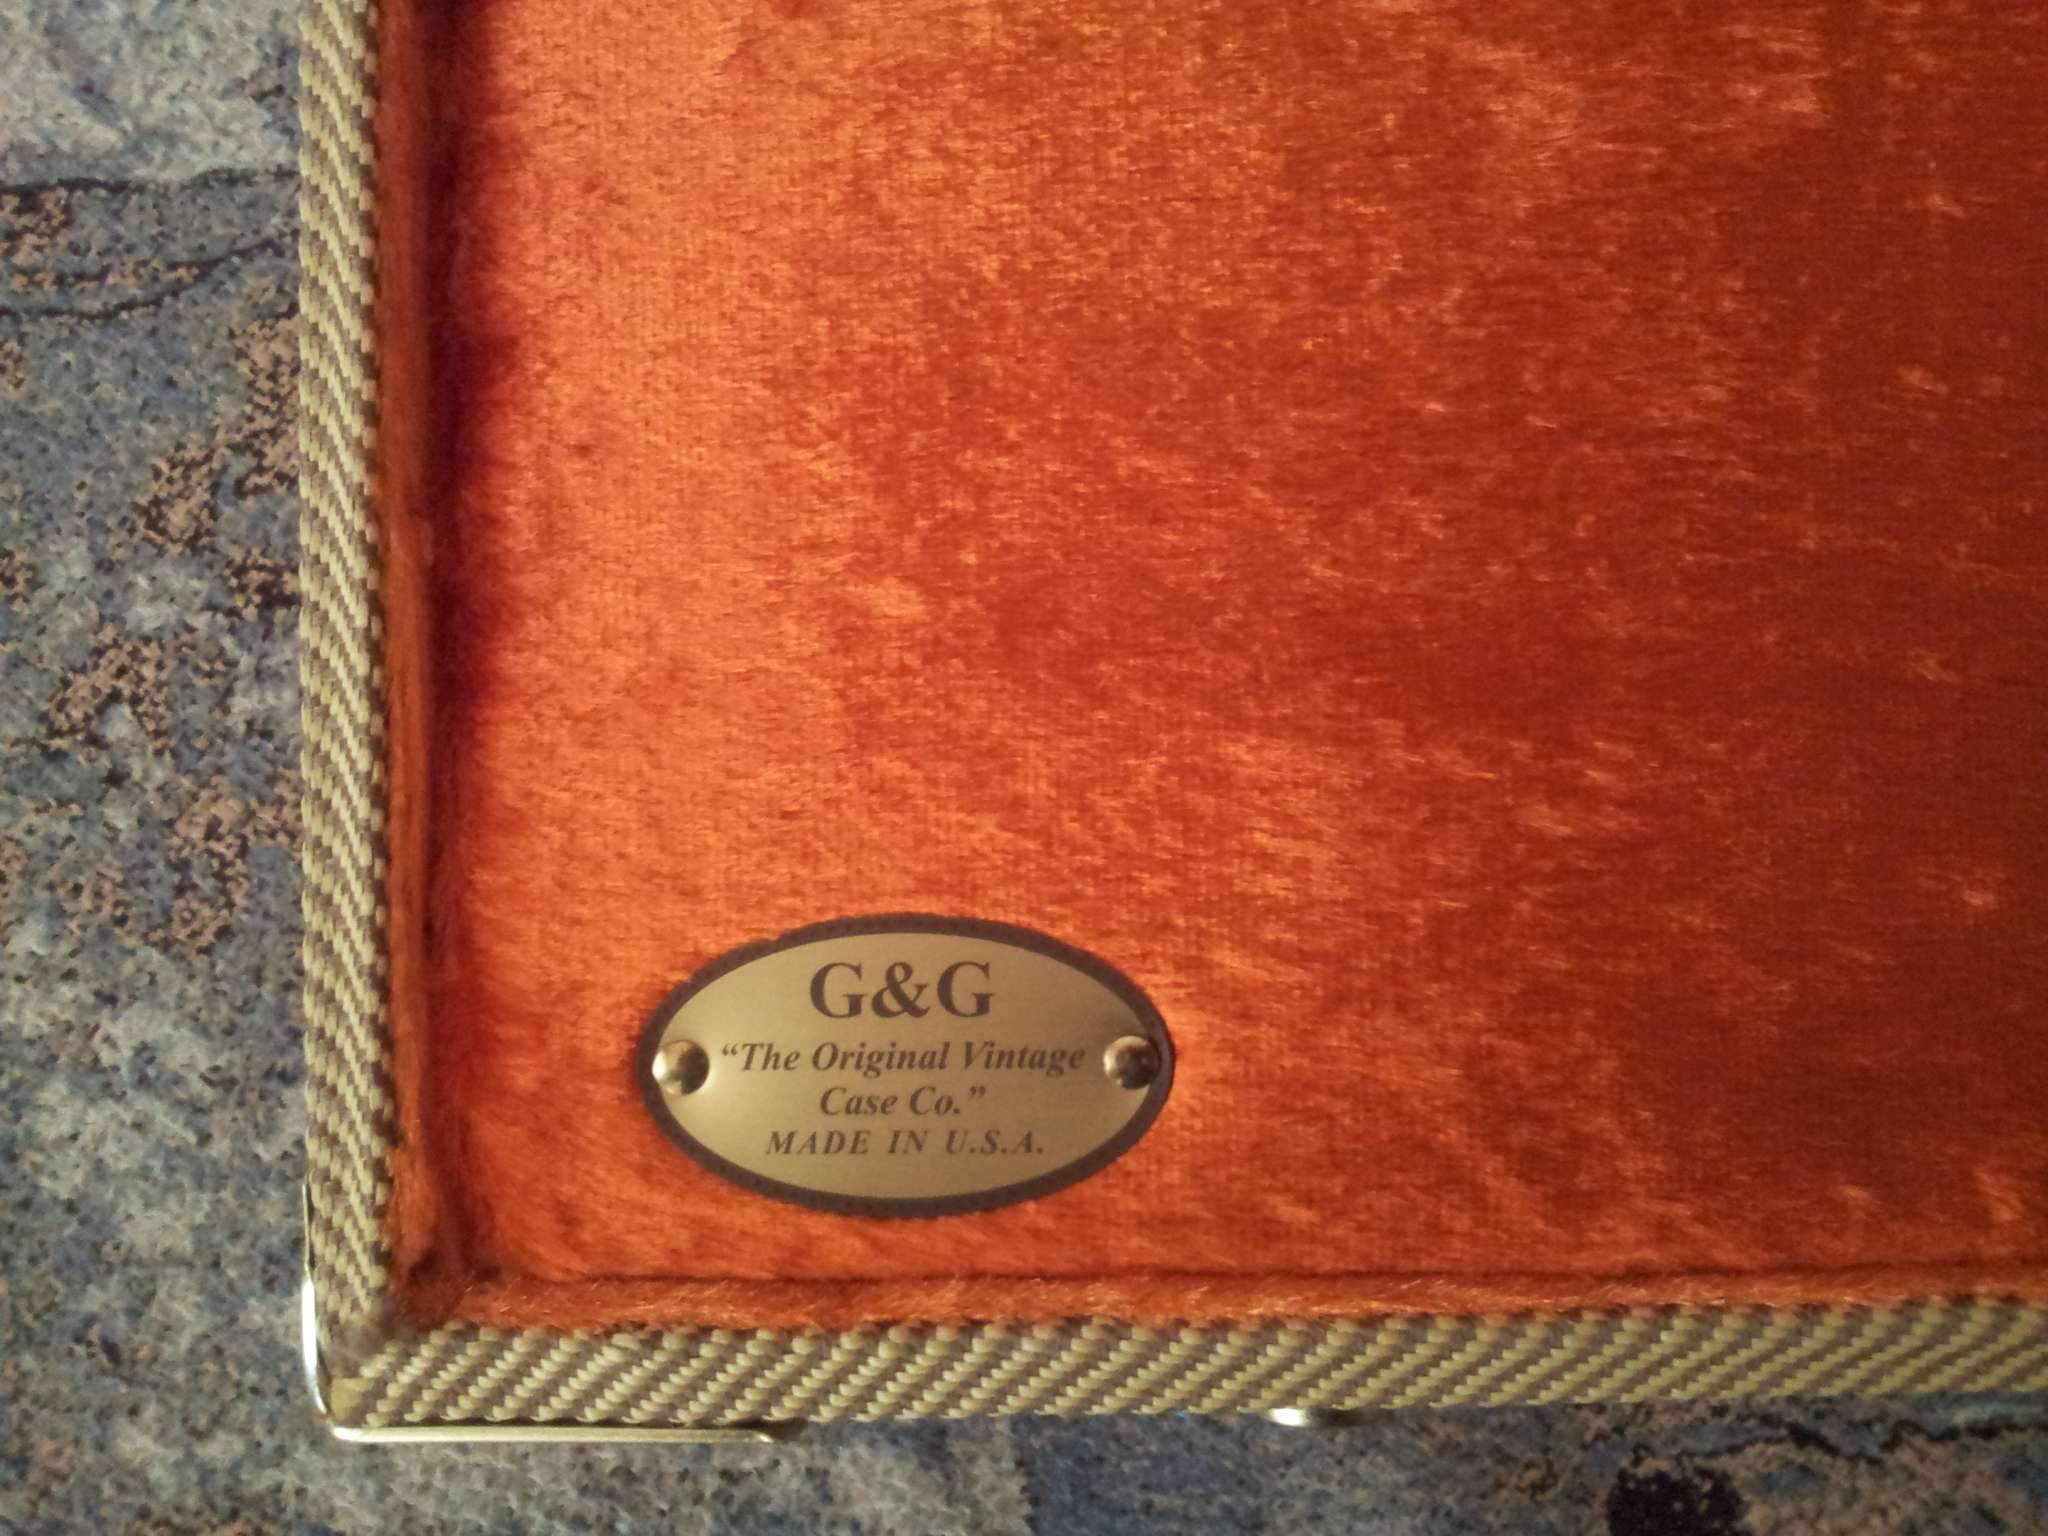 G&G
“The Original Vintage
Case Co.”
MADE IN U.S.A.